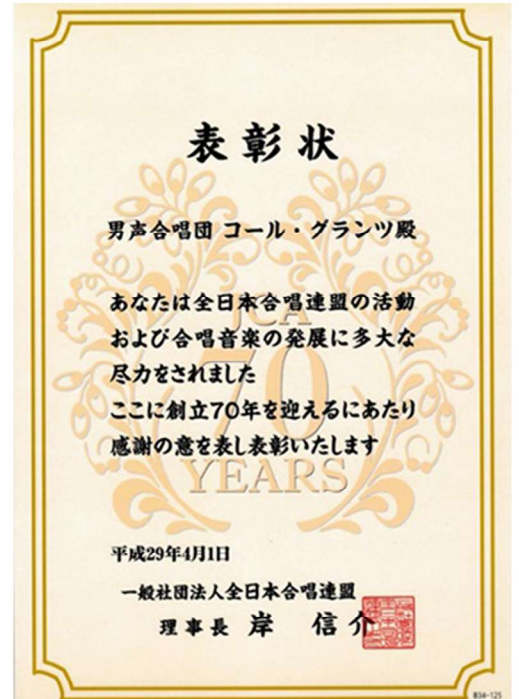 表彰状
男声合唱団 コール・グランツ殿
あなたは全日本合唱連盟の活動
および合唱音楽の発展に多大な
尽力をされました
ここに創立70年を迎えるにあたり
感謝の意を表し表彰いたします
JCA
70
YEARS
平成29年4月1日
一般社団法人全日本合唱連盟
理事長 岸 信介
B34-125